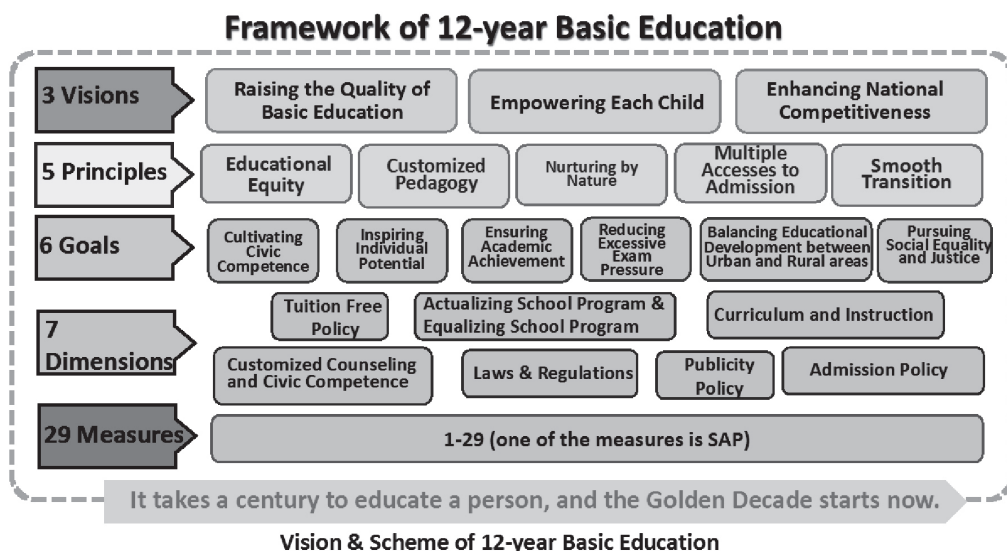 Framework of 12-year Basic Education
3 Visions
Raising the Quality of
Basic Education
Empowering Each Child
Enhancing National
Competitiveness
5 Principles
Educational
Equity
Customized
Pedagogy
Nurturing by
Nature
Multiple
Accesses to
Admission
Smooth
Transition
6 Goals
Cultivating
Civic
Competence
Inspiring
Individual
Potential
Ensuring
Academic
Achievement
Reducing
Excessive
Exam
Pressure
Balancing Educational
Development between
Urban and Rural areas
Pursuing
Social Equality
and Justice
7
Dimensions
Tuition Free
Policy
Actualizing School Program &
Equalizing School Program
Curriculum and Instruction
Customized Counseling
and Civic Competence
Laws & Regulations
Publicity
Policy
Admission Policy
29 Measures
1-29 (one of the measures is SAP)
It takes a century to educate a person, and the Golden Decade starts now.
Vision & Scheme of 12-year Basic Education